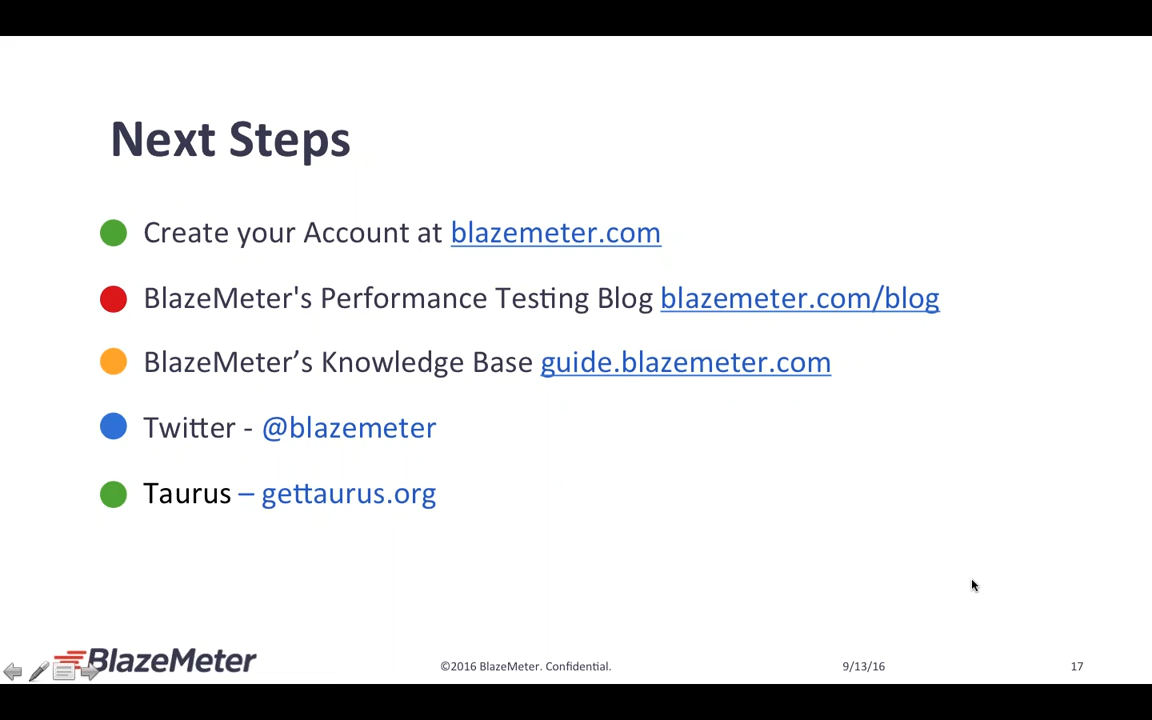 Next Steps
Create your Account at blazemeter.com
BlazeMeter's Performance Testing Blog blazemeter.com/blog
BlazeMeter’s Knowledge Base guide.blazemeter.com
Twitter - @blazemeter
Taurus – gettaurus.org
BlazeMeter
©2016 BlazeMeter. Confidential.
9/13/16
17